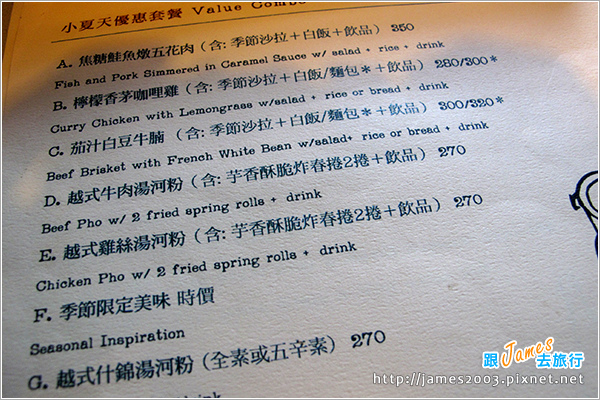 小夏天優惠套餐 Value Combo
A. 焦糖鮭魚燉五花肉 (含: 季節沙拉+白飯+飲品) 350
Fish and Pork Simmered in Caramel Sauce w/ salad + rice + drink
B. 檸檬香茅咖哩雞 (含: 季節沙拉+白飯/麵包*+飲品) 280/300*
Curry Chicken with Lemongrass w/salad + rice or bread + drink
C. 茄汁白豆牛腩 (含: 季節沙拉+白飯/麵包*+飲品) 300/320*
Beef Brisket with French White Bean w/salad+ rice or bread + drink
D. 越式牛肉湯河粉 (含: 芋香酥脆炸春捲2捲+飲品) 270
Beef Pho w/ 2 fried spring rolls + drink
E. 越式雞絲湯河粉 (含: 芋香酥脆炸春捲2捲+飲品) 270
Chicken Pho w/ 2 fried spring rolls + drink
F. 季節限定美味 時價
Seasonal Inspiration
G. 越式什錦湯河粉 (全素或五辛素) 270
drink
跟James去旅行
http://james2003.pixnet.net/